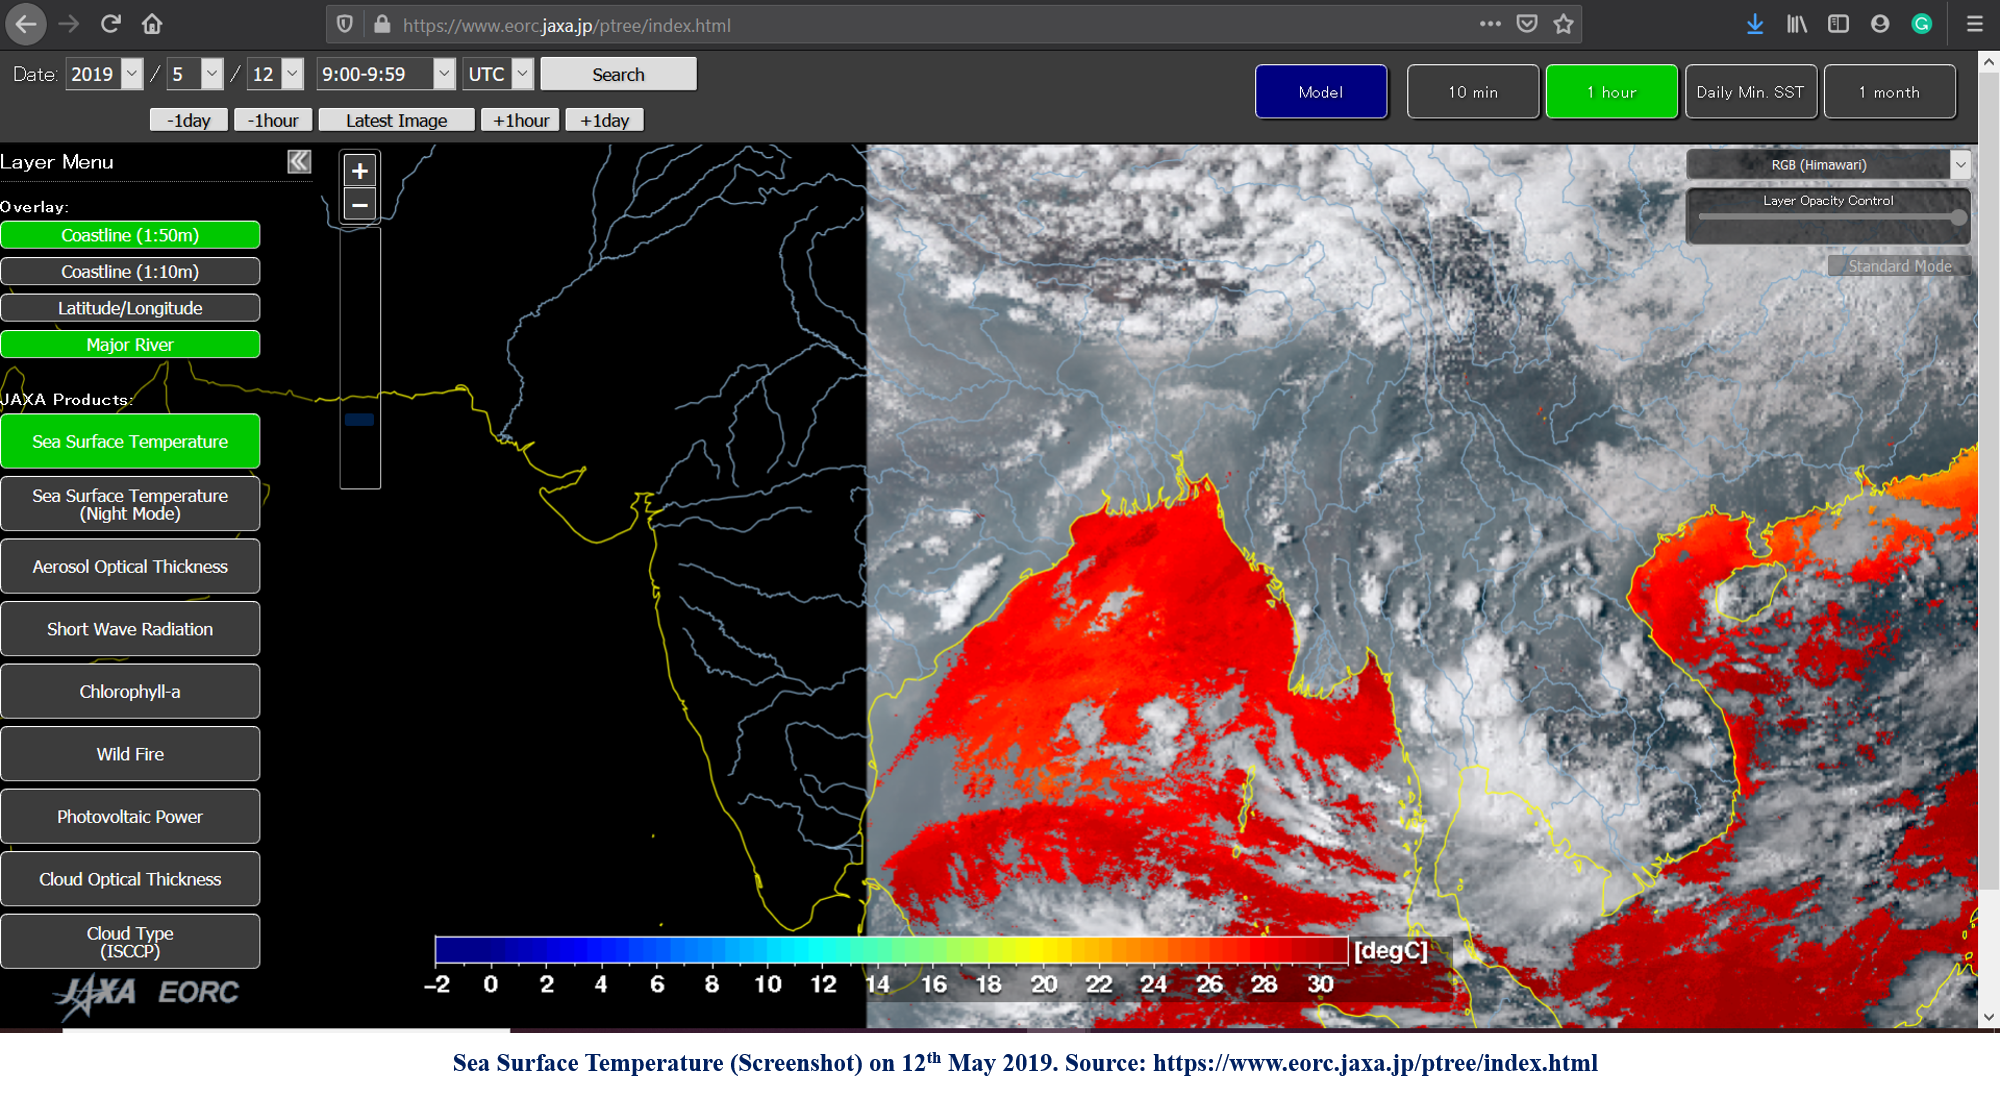 https://www.eorc.jaxa.jp/ptree/index.html
Date: 2019 / 5 / 12 9:00-9:59 UTC Search
-1day -1hour Latest Image +1hour +1day
Model 10 min 1 hour Daily Min. SST 1 month
Layer Menu
Overlay:
Coastline (1:50m)
Coastline (1:10m)
Latitude/Longitude
Major River
JAXA Products:
Sea Surface Temperature
Sea Surface Temperature
(Night Mode)
Aerosol Optical Thickness
Short Wave Radiation
Chlorophyll-a
Wild Fire
Photovoltaic Power
Cloud Optical Thickness
Cloud Type
(ISCCP)
JAXA EORC
+
−
RGB (Himawari)
Layer Opacity Control
Standard Mode
[degC]
−2 0 2 4 6 8 10 12 14 16 18 20 22 24 26 28 30
Sea Surface Temperature (Screenshot) on 12th May 2019. Source: https://www.eorc.jaxa.jp/ptree/index.html